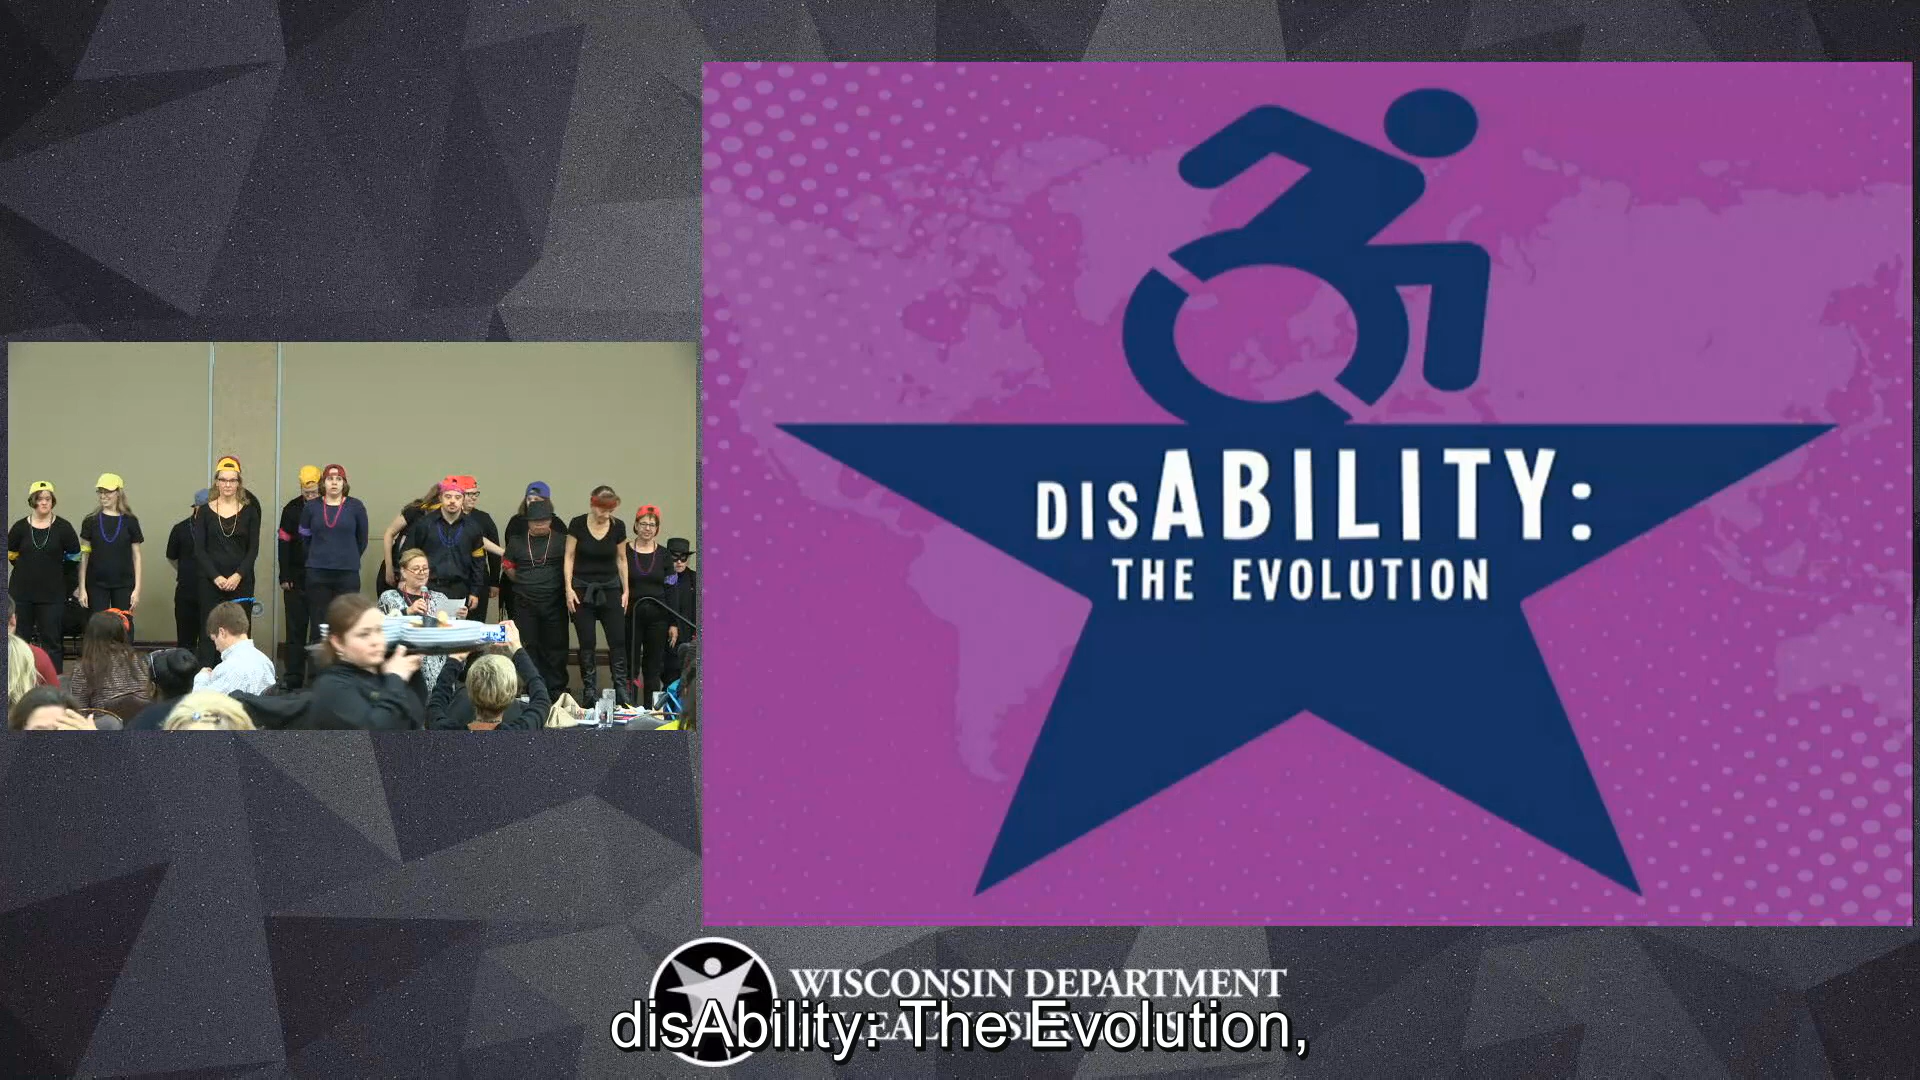 DISABILITY:
THE EVOLUTION
WISCONSIN DEPARTMENT
disAbility: The Evolution,